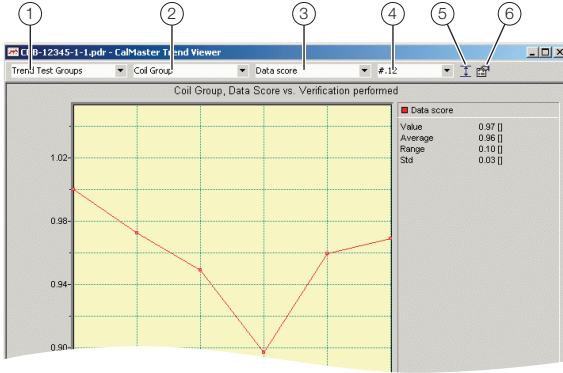 1 2 3 4 5 6
CDB-12345-1-1.pdr - CalMaster Trend Viewer
Trend Test Groups Coil Group Data score #.12
Coil Group, Data Score vs. Verification performed
Data score
Value 0.97 []
Average 0.96 []
Range 0.10 []
Std 0.03 []
1.02
0.98
0.94
0.90